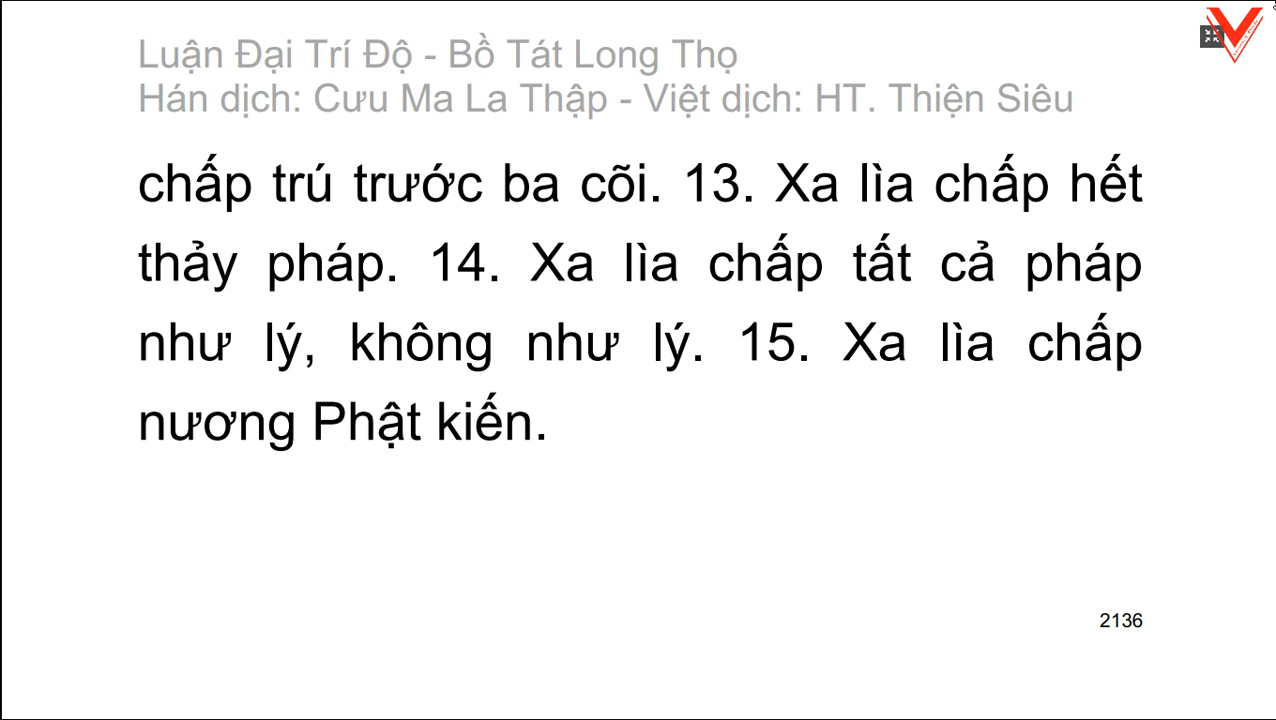 Luận Đại Trí Độ - Bồ Tát Long Thọ
Hán dịch: Cưu Ma La Thập - Việt dịch: HT. Thiện Siêu
chấp trú trước ba cõi. 13. Xa lìa chấp hết
thảy pháp. 14. Xa lìa chấp tất cả pháp
như lý, không như lý. 15. Xa lìa chấp
nương Phật kiến.
2136